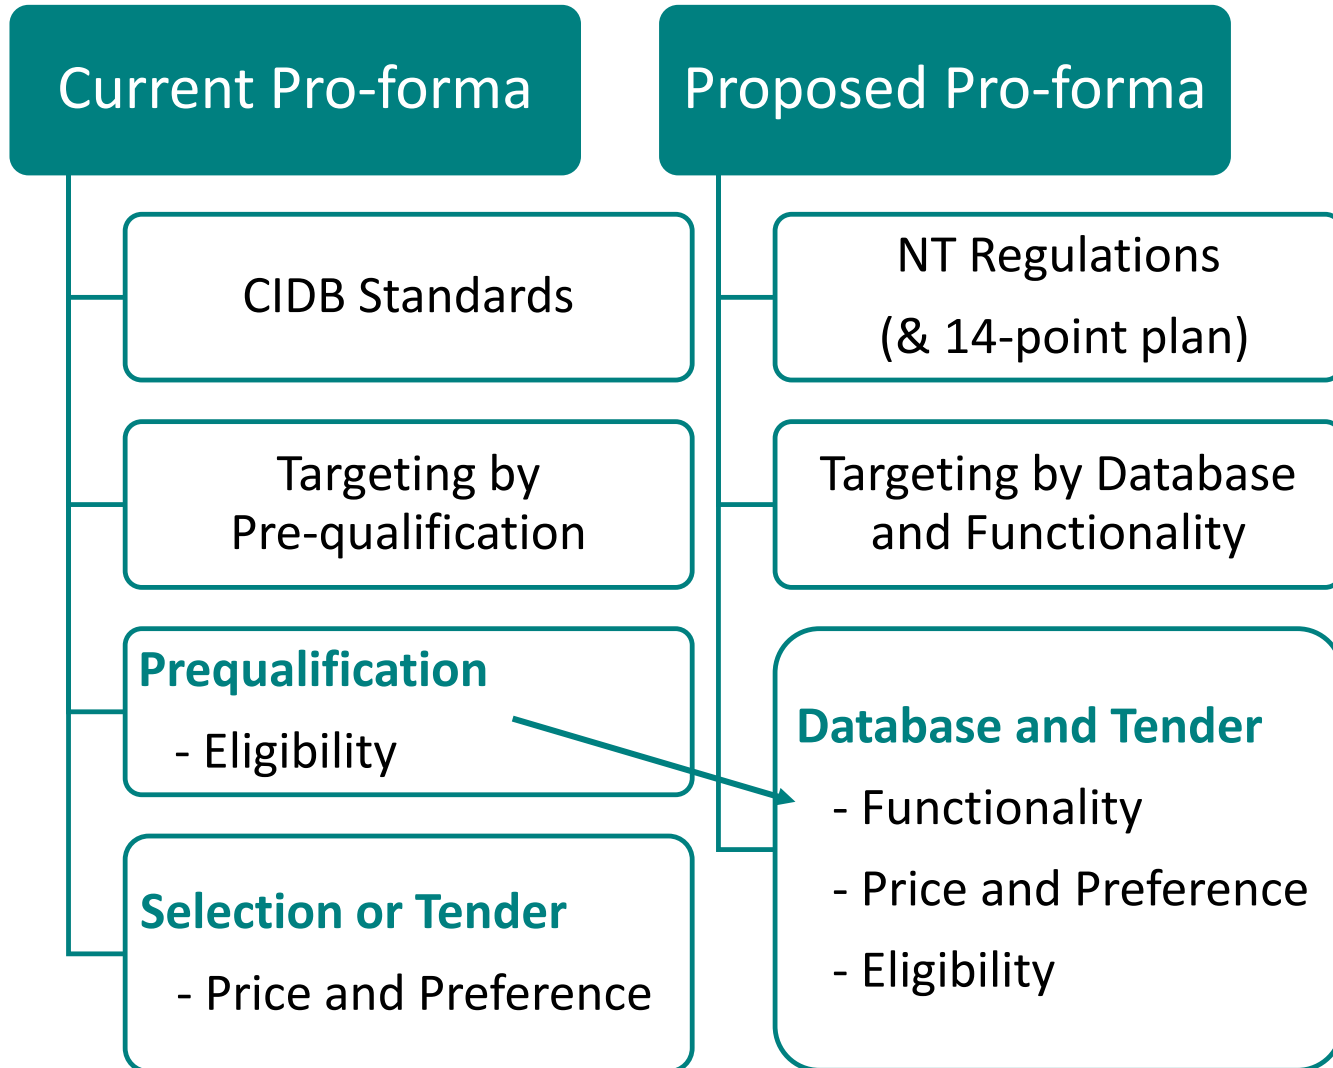 Current Pro-forma
CIDB Standards
Targeting by
Pre-qualification
Prequalification
- Eligibility
Selection or Tender
- Price and Preference
Proposed Pro-forma
NT Regulations
(& 14-point plan)
Targeting by Database
and Functionality
Database and Tender
- Functionality
- Price and Preference
- Eligibility